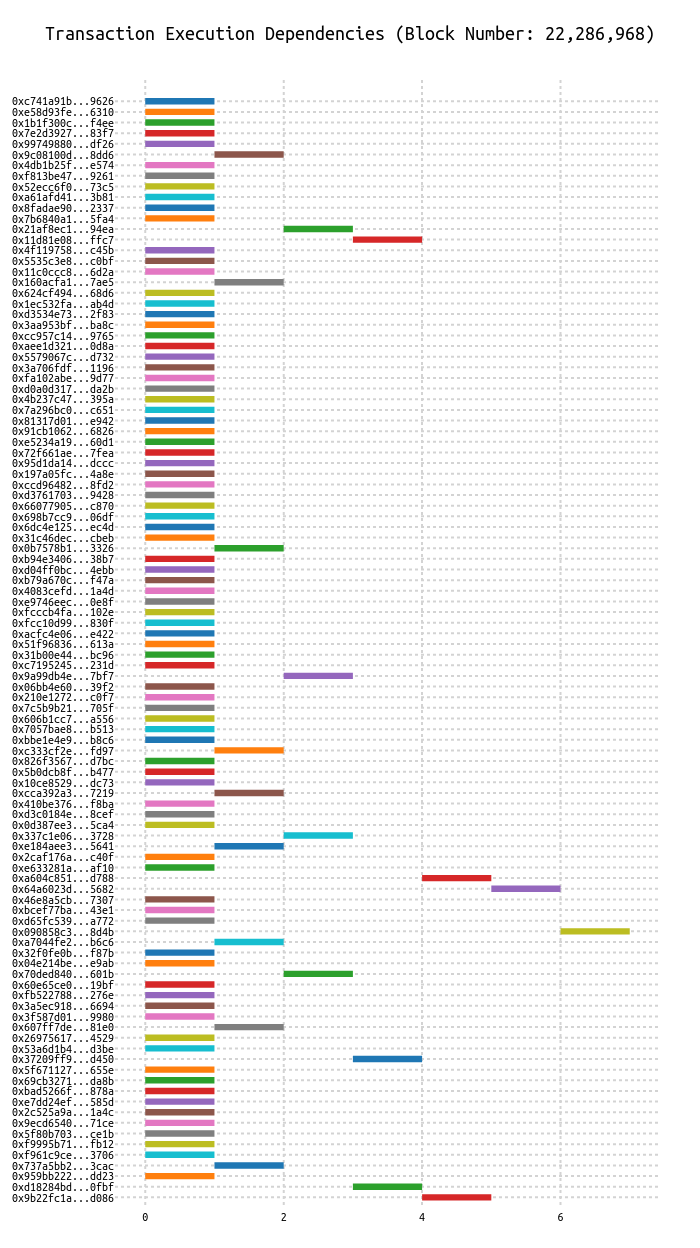 Transaction Execution Dependencies (Block Number: 22,286,968)
0xc741a91b...9626
0xe58d93fe...6310
0x1b1f300c...f4ee
0x7e2d3927...83f7
0x99749880...df26
0x9c08100d...8dd6
0x4db1b25f...e574
0xf813be47...9261
0x52ecc6f0...73c5
0xa61afd41...3b81
0x8fadae90...2337
0x7b6840a1...5fa4
0x21af8ec1...94ea
0x11d81e08...ffc7
0x4f119758...c45b
0x5535c3e8...c0bf
0x11c0ccc8...6d2a
0x160acfa1...7ae5
0x624cf494...68d6
0x1ec532fa...ab4d
0xd3534e73...2f83
0x3aa953bf...ba8c
0xcc957c14...9765
0xaee1d321...0d8a
0x5579067c...d732
0x3a706fdf...1196
0xfa102abe...9d77
0xd0a0d317...da2b
0x4b237c47...395a
0x7a296bc0...c651
0x81317d01...e942
0x91cb1062...6826
0xe5234a19...60d1
0x72f661ae...7fea
0x95d1da14...dccc
0x197a05fc...4a8e
0xccd96482...8fd2
0xd3761703...9428
0x66077905...c870
0x698b7cc9...06df
0x6dc4e125...ec4d
0x31c46dec...cbeb
0x0b7578b1...3326
0xb94e3406...38b7
0xd04ff0bc...4ebb
0xb79a670c...f47a
0x4083cefd...1a4d
0xe9746eec...0e8f
0xfcccb4fa...102e
0xfcc10d99...830f
0xacfc4e06...e422
0x51f96836...613a
0x31b00e44...bc96
0xc7195245...231d
0x9a99db4e...7bf7
0x06bb4e60...39f2
0x210e1272...c0f7
0x7c5b9b21...705f
0x606b1cc7...a556
0x7057bae8...b513
0xbbe1e4e9...b8c6
0xc333cf2e...fd97
0x826f3567...d7bc
0x5b0dcb8f...b477
0x10ce8529...dc73
0xcca392a3...7219
0x410be376...f8ba
0xd3c0184e...8cef
0x0d387ee3...5ca4
0x337c1e06...3728
0xe184aee3...5641
0x2caf176a...c40f
0xe633281a...af10
0xa604c851...d788
0x64a6023d...5682
0x46e8a5cb...7307
0xbcef77ba...43e1
0xd65fc539...a772
0x090858c3...8d4b
0xa7044fe2...b6c6
0x32f0fe0b...f87b
0x04e214be...e9ab
0x70ded840...601b
0x60e65ce0...19bf
0xfb522788...276e
0x3a5ec918...6694
0x3f587d01...9980
0x607ff7de...81e0
0x26975617...4529
0x53a6d1b4...d3be
0x37209ff9...d450
0x5f671127...655e
0x69cb3271...da8b
0xbad5266f...878a
0xe7dd24ef...585d
0x2c525a9a...1a4c
0x9ecd6540...71ce
0x5f80b703...ce1b
0xf9995b71...fb12
0xf961c9ce...3706
0x737a5bb2...3cac
0x959bb222...dd23
0xd18284bd...0fbf
0x9b22fc1a...d086
0 2 4 6